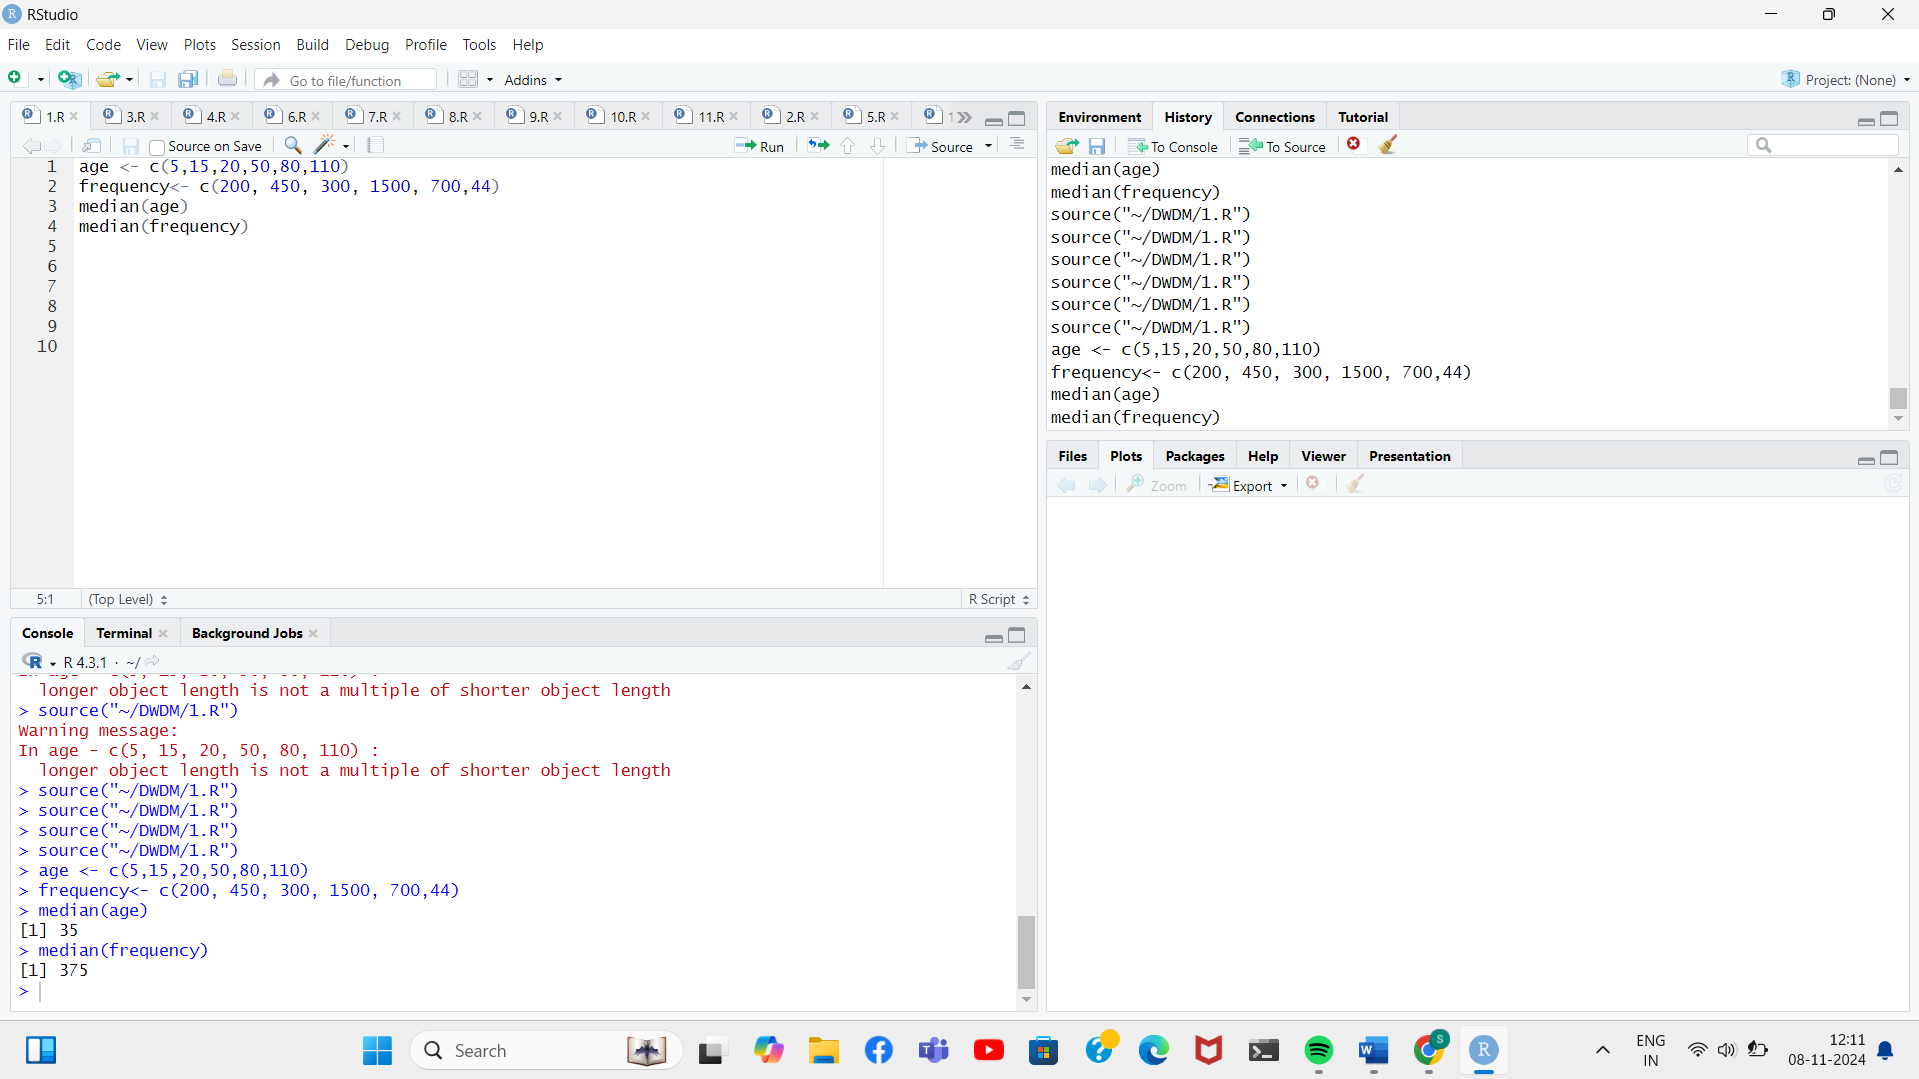 RStudio
File Edit Code View Plots Session Build Debug Profile Tools Help
Go to file/function Addins Project: (None)
1.R 3.R 4.R 6.R 7.R 8.R 9.R 10.R 11.R 2.R 5.R 1
Source on Save Run Source
1 age <- c(5,15,20,50,80,110)
2 frequency<- c(200, 450, 300, 1500, 700,44)
3 median(age)
4 median(frequency)
5
6
7
8
9
10
5:1 (Top Level) R Script
Console Terminal Background Jobs
R 4.3.1 · ~/
longer object length is not a multiple of shorter object length
> source("~/DWDM/1.R")
Warning message:
In age - c(5, 15, 20, 50, 80, 110) :
longer object length is not a multiple of shorter object length
> source("~/DWDM/1.R")
> source("~/DWDM/1.R")
> source("~/DWDM/1.R")
> source("~/DWDM/1.R")
> age <- c(5,15,20,50,80,110)
> frequency<- c(200, 450, 300, 1500, 700,44)
> median(age)
[1] 35
> median(frequency)
[1] 375
>
Environment History Connections Tutorial
To Console To Source
median(age)
median(frequency)
source("~/DWDM/1.R")
source("~/DWDM/1.R")
source("~/DWDM/1.R")
source("~/DWDM/1.R")
source("~/DWDM/1.R")
source("~/DWDM/1.R")
age <- c(5,15,20,50,80,110)
frequency<- c(200, 450, 300, 1500, 700,44)
median(age)
median(frequency)
Files Plots Packages Help Viewer Presentation
Zoom Export
Search
ENG
IN
12:11
08-11-2024